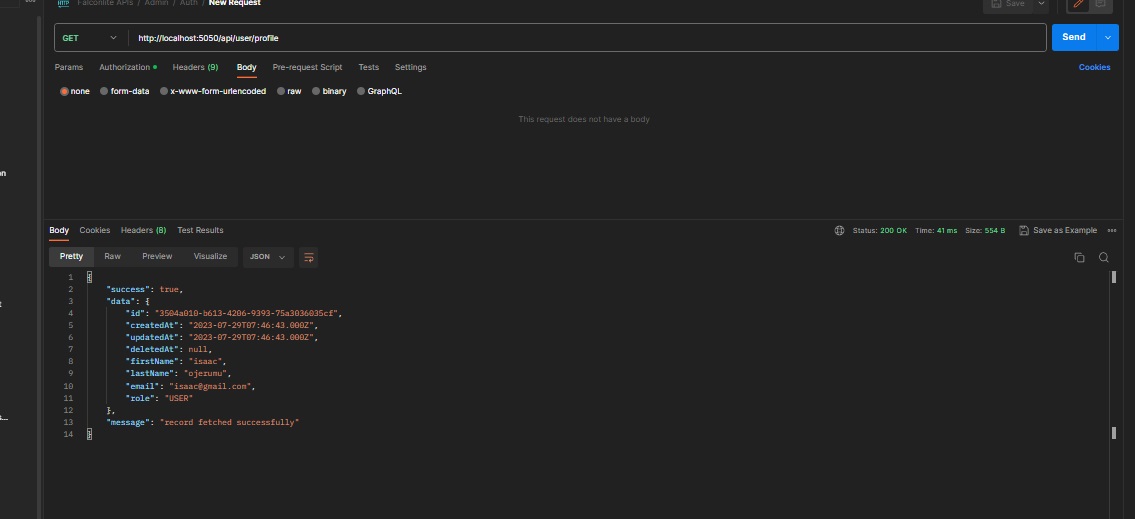 HTTP Falconlite APIs / Admin / Auth / New Request Save
GET http://localhost:5050/api/user/profile Send
Params Authorization Headers (9) Body Pre-request Script Tests Settings Cookies
none form-data x-www-form-urlencoded raw binary GraphQL
This request does not have a body
Body Cookies Headers (8) Test Results Status: 200 OK Time: 41 ms Size: 554 B Save as Example
Pretty Raw Preview Visualize JSON
1 {
2 "success": true,
3 "data": {
4 "id": "3504a010-b613-4206-9393-75a3036035cf",
5 "createdAt": "2023-07-29T07:46:43.000Z",
6 "updatedAt": "2023-07-29T07:46:43.000Z",
7 "deletedAt": null,
8 "firstName": "isaac",
9 "lastName": "ojerumu",
10 "email": "isaac@gmail.com",
11 "role": "USER"
12 },
13 "message": "record fetched successfully"
14 }